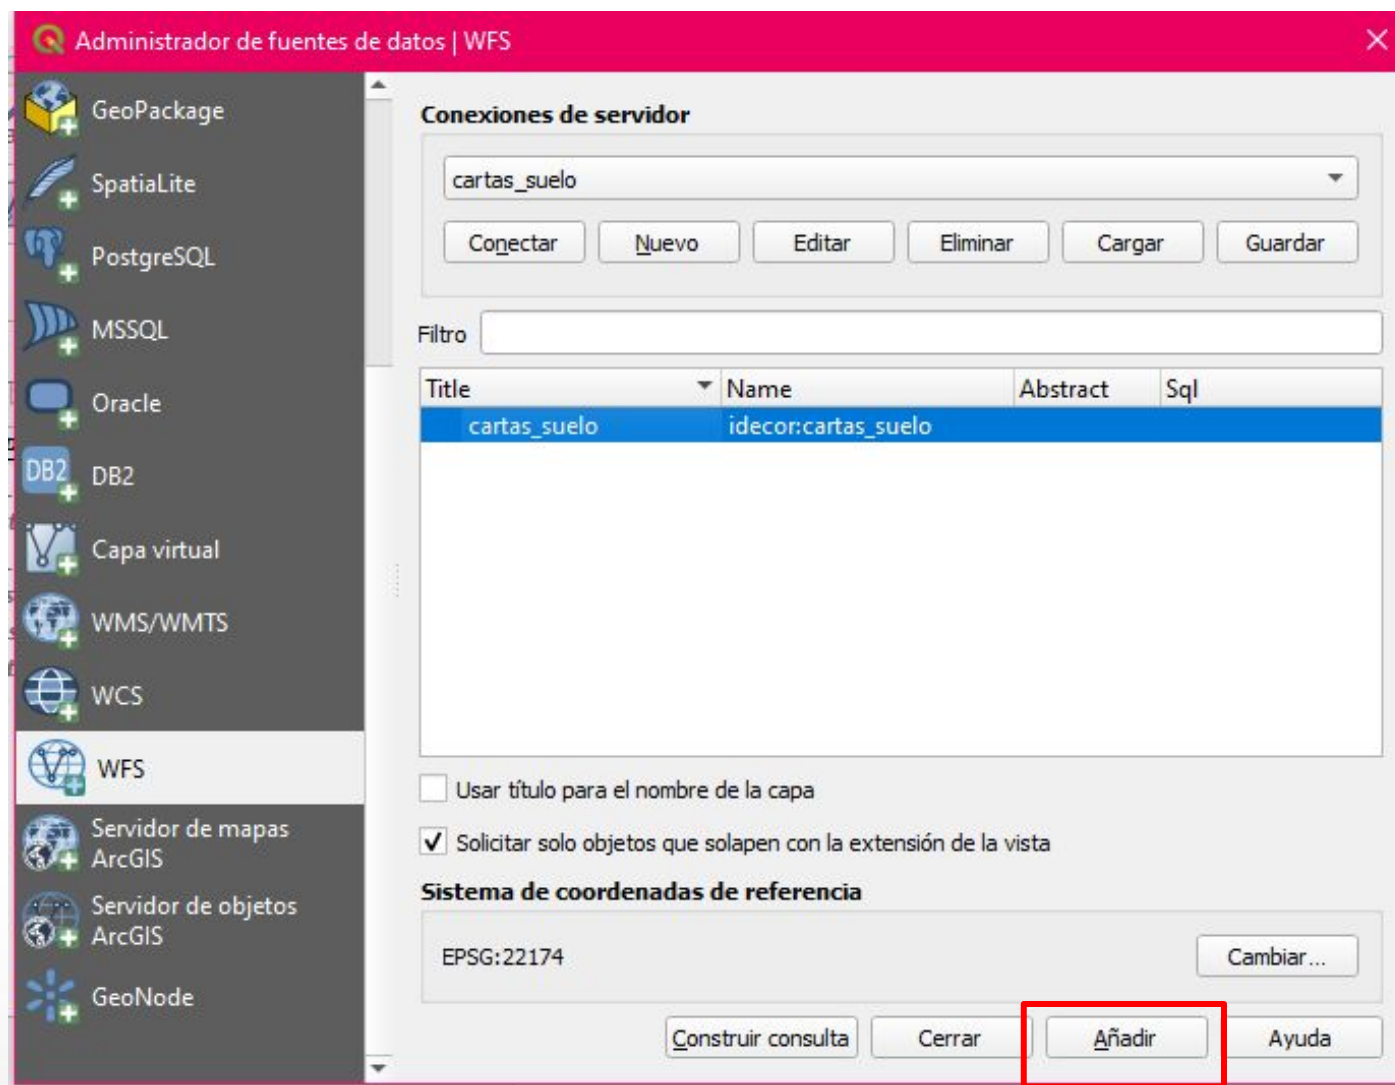 Administrador de fuentes de datos | WFS
GeoPackage
SpatiaLite
PostgreSQL
MSSQL
Oracle
DB2
DB2
Capa virtual
WMS/WMTS
WCS
WFS
Servidor de mapas
ArcGIS
Servidor de objetos
ArcGIS
GeoNode
Conexiones de servidor
cartas_suelo
Conectar Nuevo Editar Eliminar Cargar Guardar
Filtro
Title Name Abstract Sql
cartas_suelo idecor:cartas_suelo
Usar título para el nombre de la capa
Solicitar solo objetos que solapen con la extensión de la vista
Sistema de coordenadas de referencia
EPSG:22174 Cambiar...
Construir consulta Cerrar Añadir Ayuda